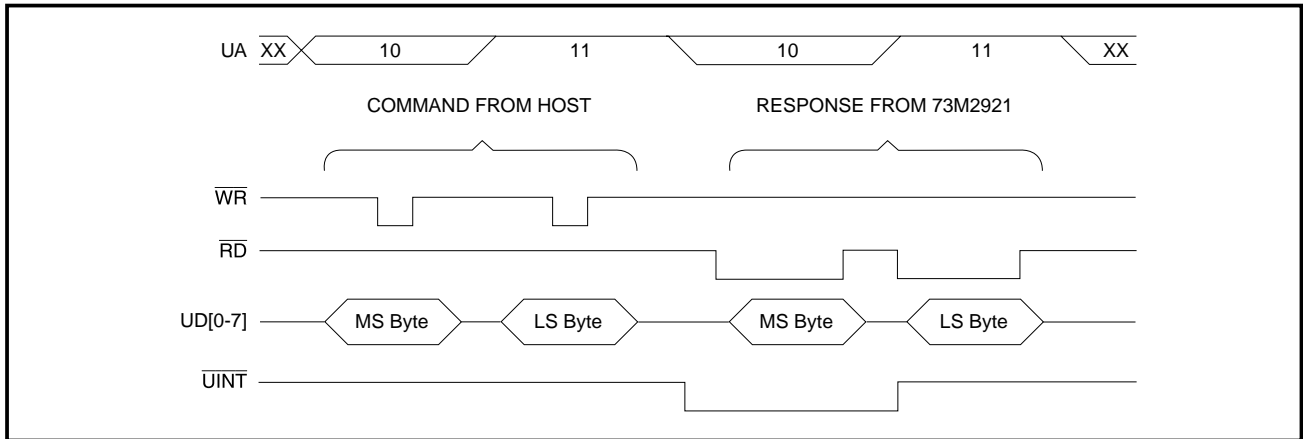 UA XX 10 11 10 11 XX
COMMAND FROM HOST RESPONSE FROM 73M2921
WR
RD
UD[0-7] MS Byte LS Byte MS Byte LS Byte
UINT